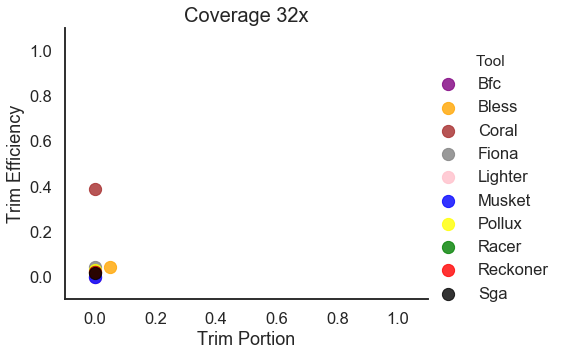 Coverage 32x
1.0
0.8
0.6
0.4
0.2
0.0
Trim Efficiency
0.0 0.2 0.4 0.6 0.8 1.0
Trim Portion
Tool
Bfc
Bless
Coral
Fiona
Lighter
Musket
Pollux
Racer
Reckoner
Sga